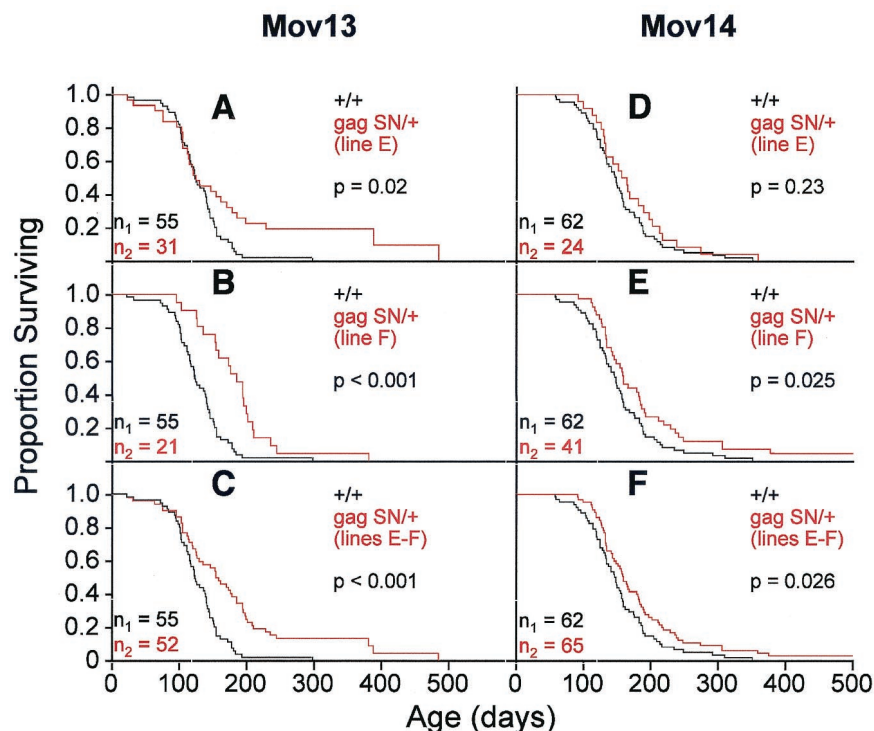 Mov13
Mov14
Proportion Surviving
A
+/+
gag SN/+
(line E)
p = 0.02
n1 = 55
n2 = 31
1.0
0.8
0.6
0.4
0.2
D
+/+
gag SN/+
(line E)
p = 0.23
n1 = 62
n2 = 24
B
+/+
gag SN/+
(line F)
p < 0.001
n1 = 55
n2 = 21
1.0
0.8
0.6
0.4
0.2
E
+/+
gag SN/+
(line F)
p = 0.025
n1 = 62
n2 = 41
C
+/+
gag SN/+
(lines E-F)
p < 0.001
n1 = 55
n2 = 52
1.0
0.8
0.6
0.4
0.2
0
F
+/+
gag SN/+
(lines E-F)
p = 0.026
n1 = 62
n2 = 65
0 100 200 300 400 500
0 100 200 300 400 500
Age (days)